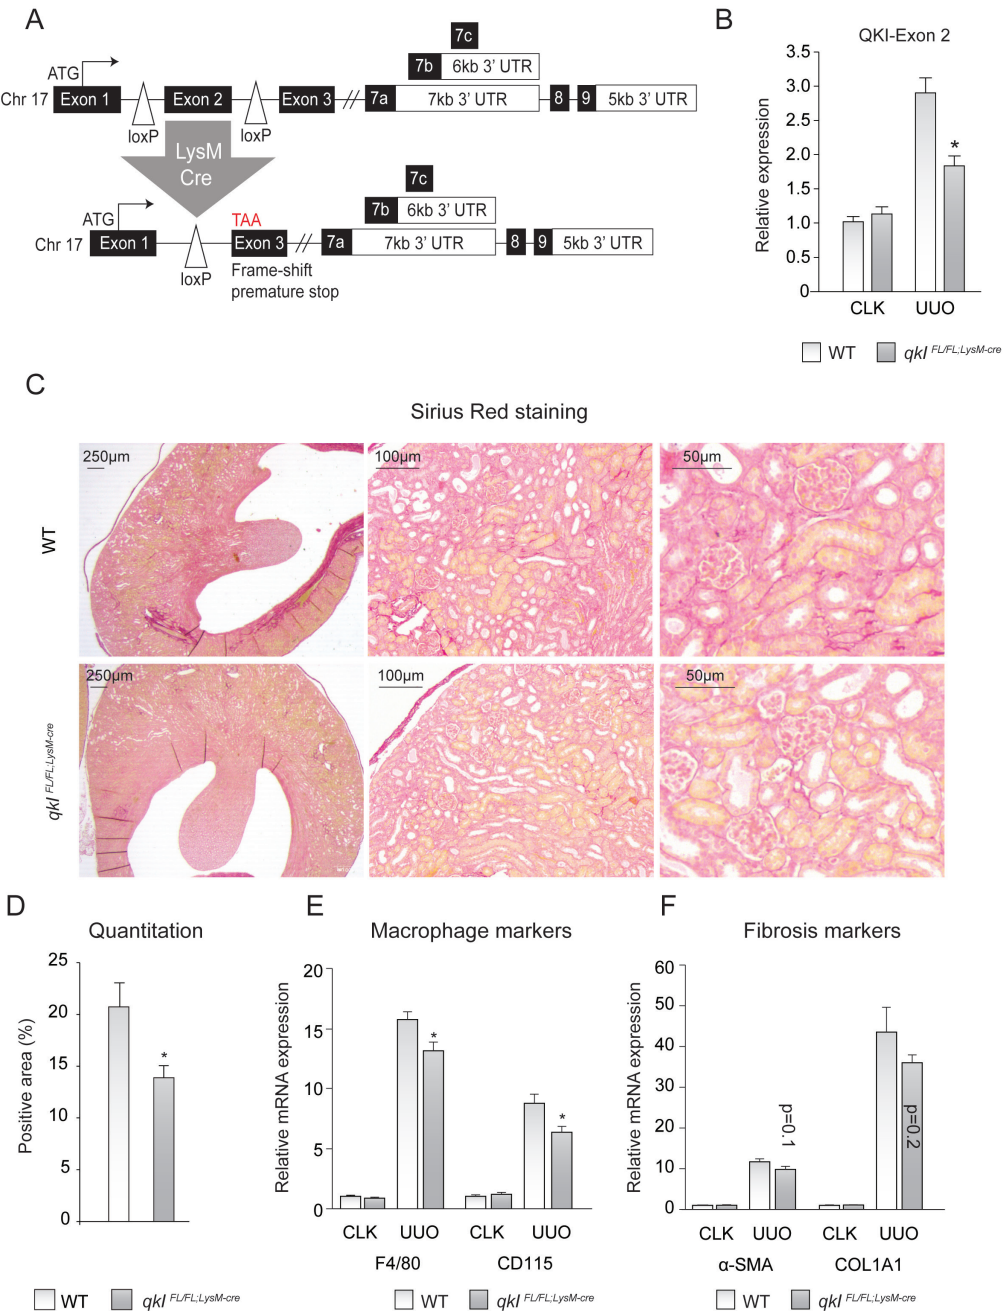 A
7c
7b 6kb 3’ UTR
ATG
Chr 17 Exon 1 Exon 2 Exon 3 // 7a 7kb 3’ UTR 8 9 5kb 3’ UTR
loxP loxP
LysM
Cre
7c
7b 6kb 3’ UTR
ATG TAA
Chr 17 Exon 1 Exon 3 // 7a 7kb 3’ UTR 8 9 5kb 3’ UTR
loxP Frame-shift
premature stop
B
QKI-Exon 2
Relative expression
3.5
3.0
2.5
2.0
1.5
1.0
0.5
0
*
CLK UUO
WT qkI FL/FL;LysM-cre
C
Sirius Red staining
WT
250µm 100µm 50µm
qkI FL/FL;LysM-cre
250µm 100µm 50µm
D
Quantitation
Positive area (%)
25
20
15
10
5
0
*
WT qkI FL/FL;LysM-cre
E
Macrophage markers
Relative mRNA expression
20
15
10
5
0
* *
CLK UUO CLK UUO
F4/80 CD115
WT qkI FL/FL;LysM-cre
F
Fibrosis markers
Relative mRNA expression
60
50
40
30
20
10
0
p=0.1 p=0.2
CLK UUO CLK UUO
α-SMA COL1A1
WT qkI FL/FL;LysM-cre